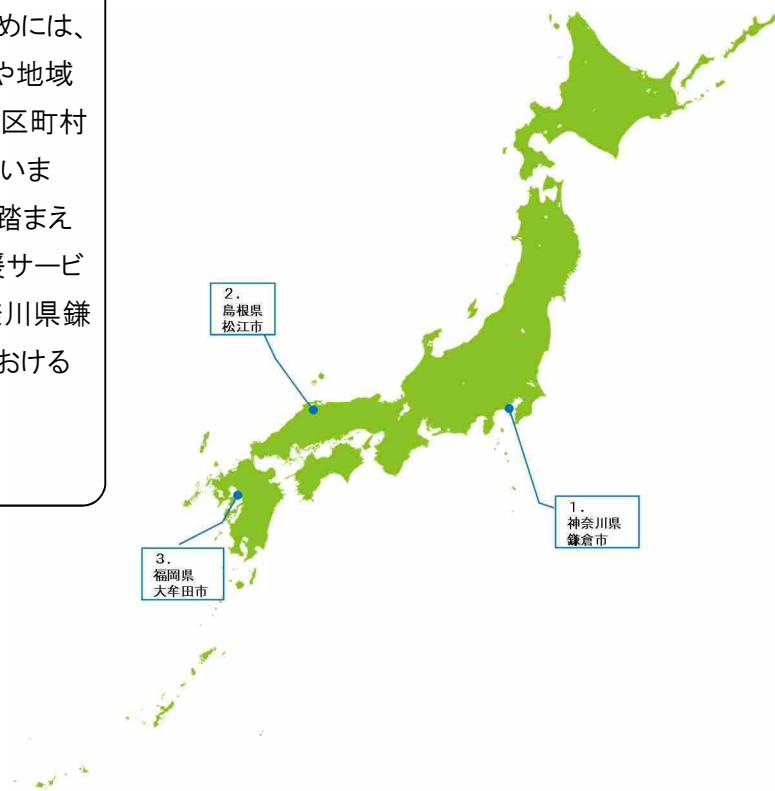 めには、
や地域
区町村
いま
踏まえ
援サービ
奈川県鎌
おける
2.
島根県
松江市
1.
神奈川県
鎌倉市
3.
福岡県
大牟田市